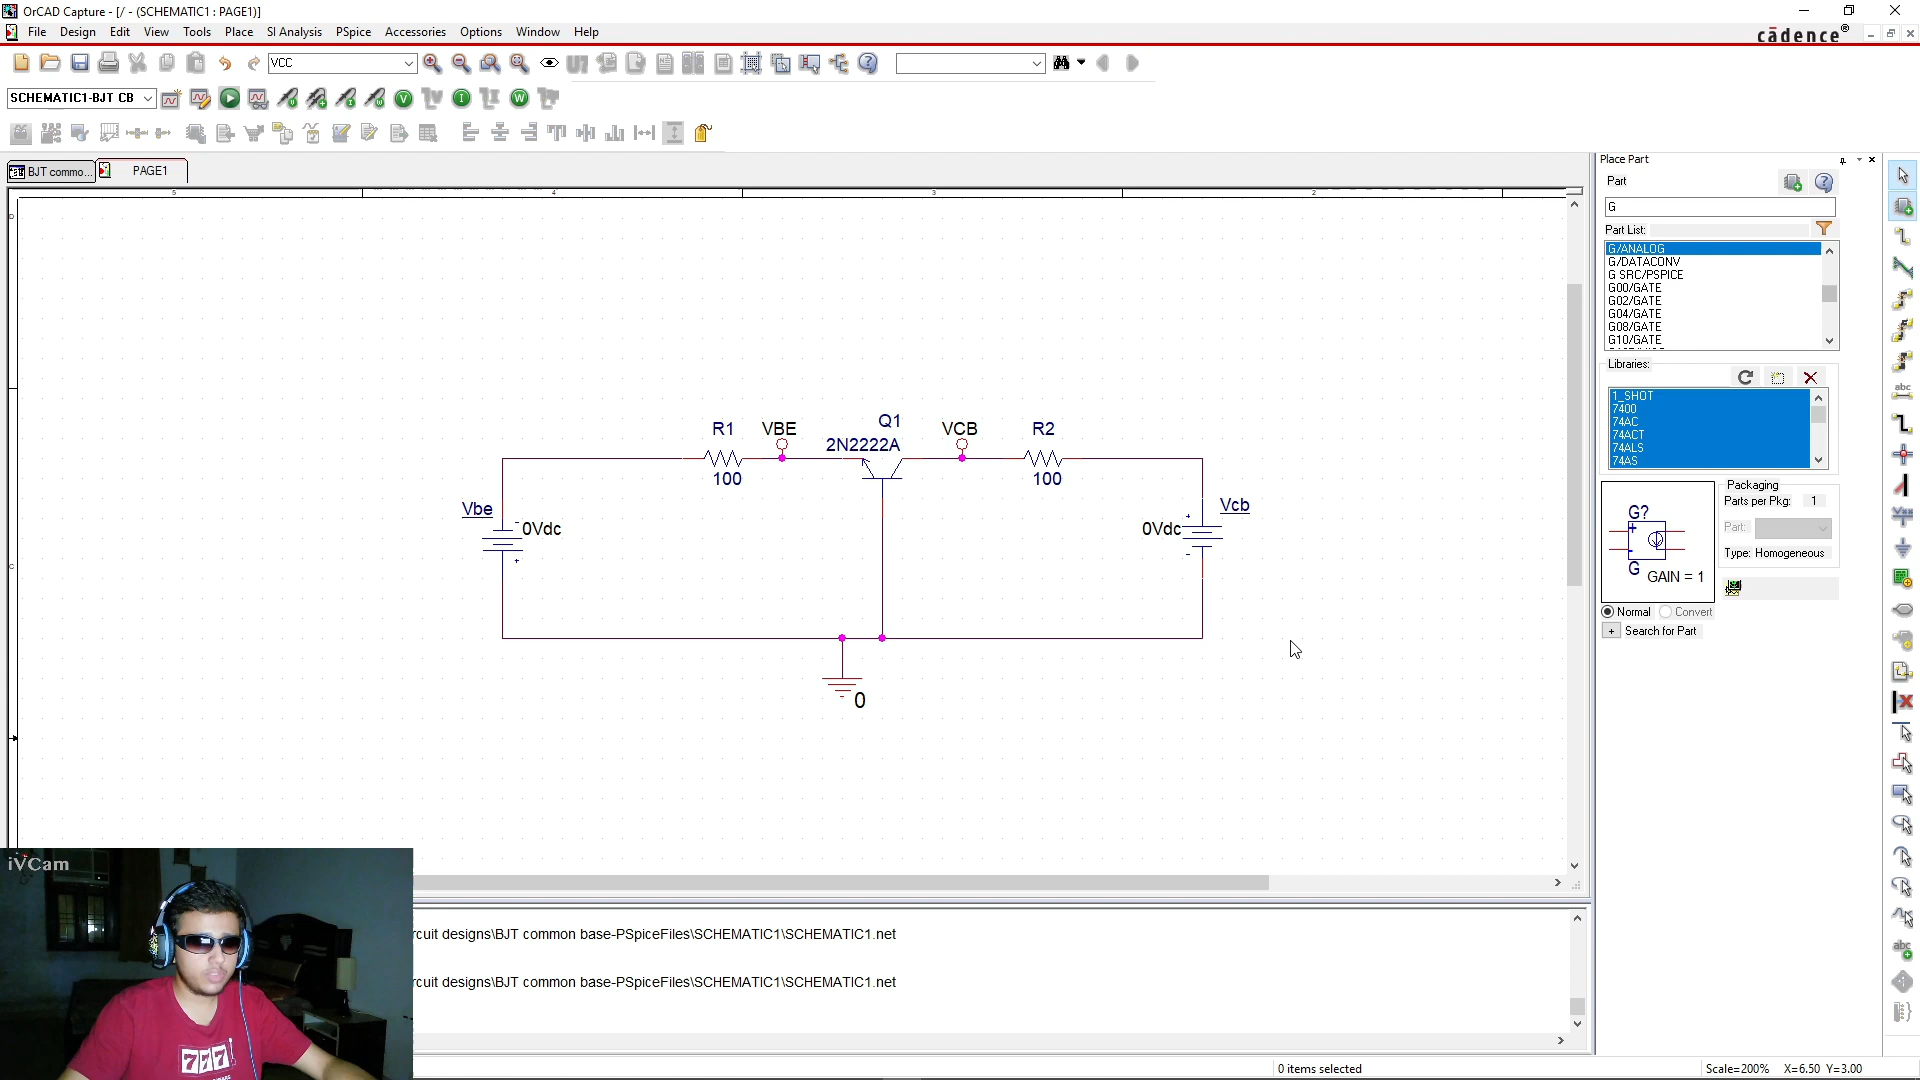 OrCAD Capture - [/ - (SCHEMATIC1 : PAGE1)]
File Design Edit View Tools Place SI Analysis PSpice Accessories Options Window Help
cādence®
VCC
SCHEMATIC1-BJT CB
BJT commo...
PAGE1
5 4 3 2
D
C
Q1
R1 VBE VCB R2
2N2222A
100 100
Vbe Vcb
0Vdc 0Vdc
0
Place Part
Part
G
Part List:
G/ANALOG
G/DATACONV
G SRC/PSPICE
G00/GATE
G02/GATE
G04/GATE
G08/GATE
G10/GATE
Libraries:
1_SHOT
7400
74AC
74ACT
74ALS
74AS
G?
G
GAIN = 1
Packaging
Parts per Pkg: 1
Part:
Type: Homogeneous
Normal Convert
+ Search for Part
iVCam
777
rcuit designs\BJT common base-PSpiceFiles\SCHEMATIC1\SCHEMATIC1.net
rcuit designs\BJT common base-PSpiceFiles\SCHEMATIC1\SCHEMATIC1.net
0 items selected
Scale=200% X=6.50 Y=3.00